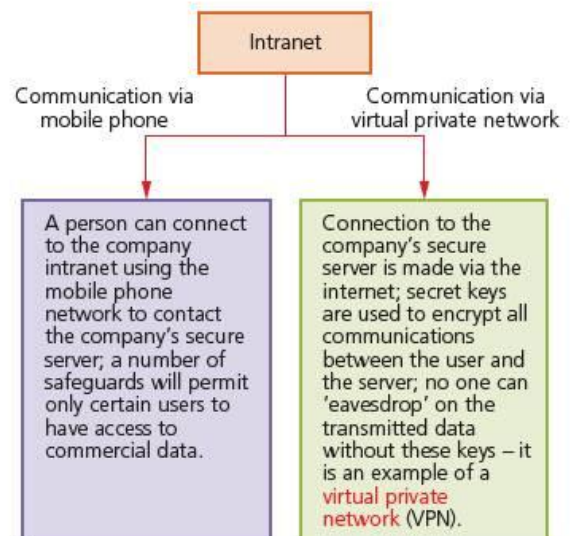 Intranet
Communication via
mobile phone
Communication via
virtual private network
A person can connect
to the company
intranet using the
mobile phone
network to contact
the company's secure
server; a number of
safeguards will permit
only certain users to
have access to
commercial data.
Connection to the
company's secure
server is made via the
internet; secret keys
are used to encrypt all
communications
between the user and
the server; no one can
'eavesdrop' on the
transmitted data
without these keys – it
is an example of a
virtual private
network (VPN).